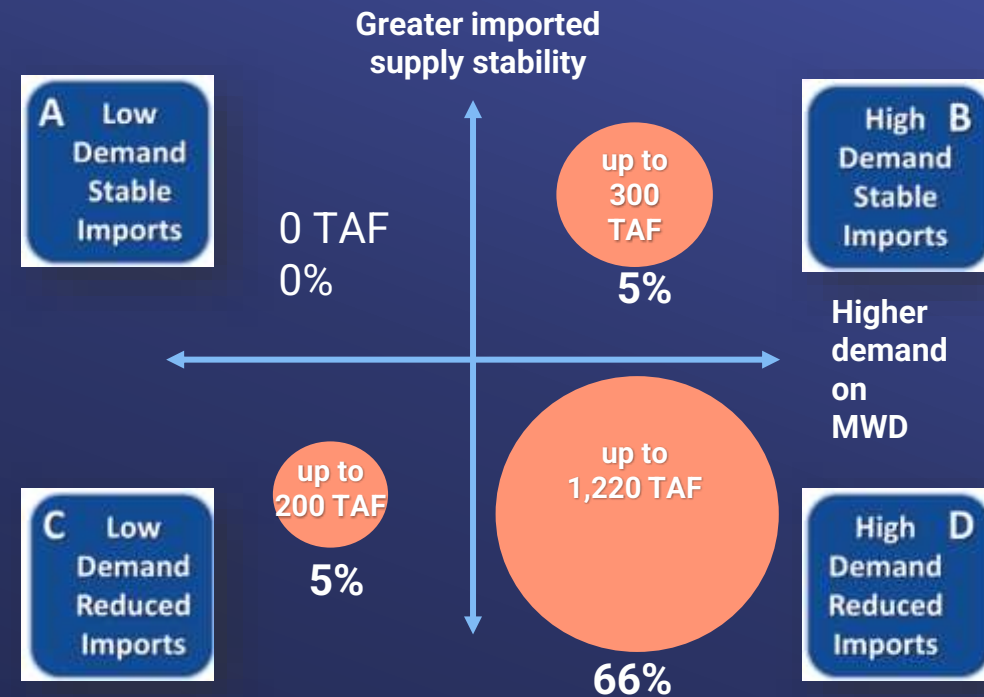 Greater imported
supply stability
A Low
Demand
Stable
Imports
0 TAF
0%
up to
300
TAF
5%
High B
Demand
Stable
Imports
Higher
demand
on
MWD
C Low
Demand
Reduced
Imports
up to
200 TAF
5%
up to
1,220 TAF
66%
High D
Demand
Reduced
Imports